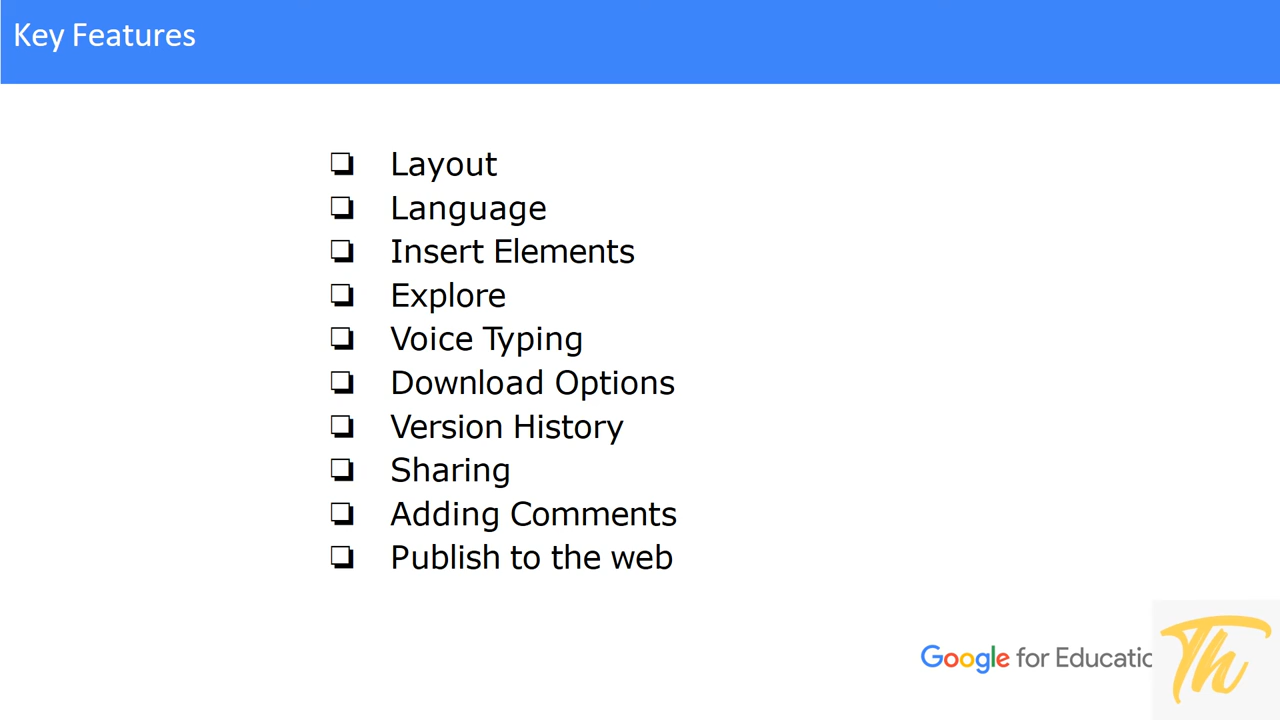 Key Features
❏ Layout
❏ Language
❏ Insert Elements
❏ Explore
❏ Voice Typing
❏ Download Options
❏ Version History
❏ Sharing
❏ Adding Comments
❏ Publish to the web
Google for Educatio
Th